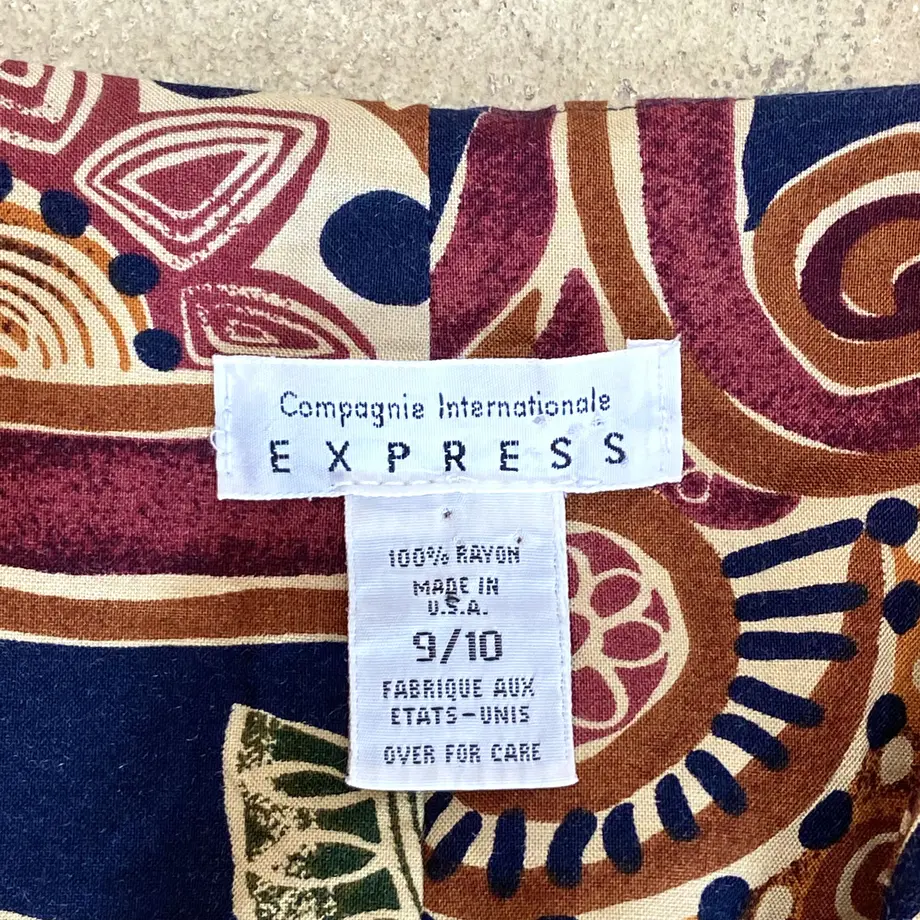 Compagnie Internationale
EXPRESS
100% RAYON
MADE IN
U.S.A.
9/10
FABRIQUE AUX
ETATS-UNIS
OVER FOR CARE